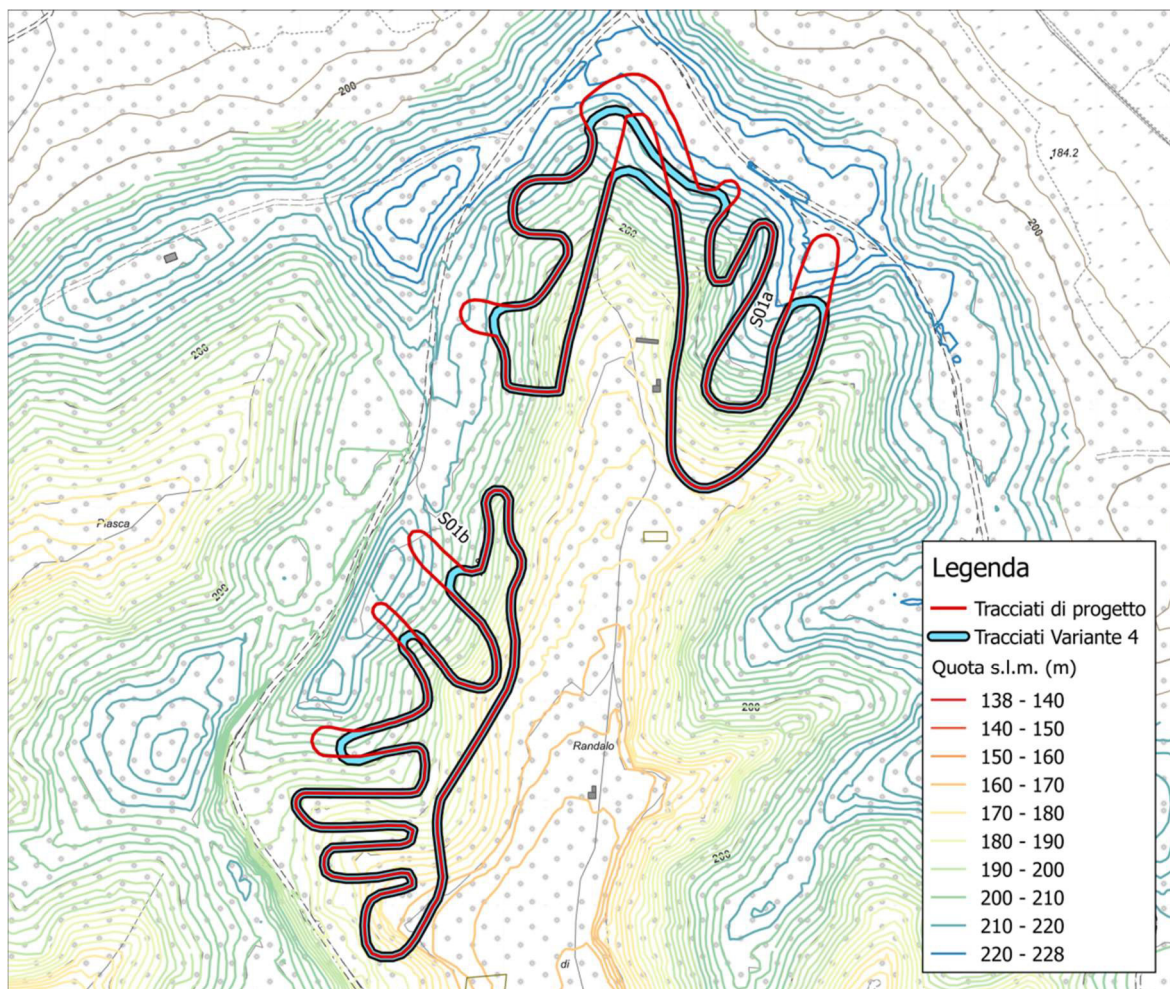 200
184.2
200
200
S01a
200
Piasca
S01b
200
200
Randalo
200
di
Legenda
Tracciati di progetto
Tracciati Variante 4
Quota s.l.m. (m)
138 - 140
140 - 150
150 - 160
160 - 170
170 - 180
180 - 190
190 - 200
200 - 210
210 - 220
220 - 228